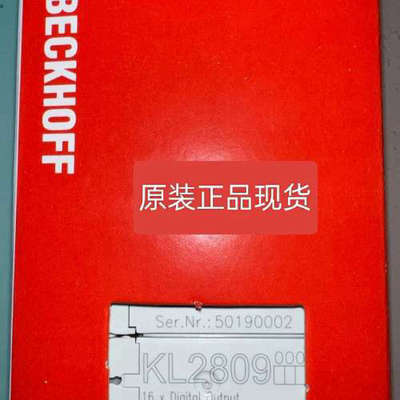 BECKHOFF
原装正品现货
Ser.Nr.:50190002
KL2809
16 x Digital Output